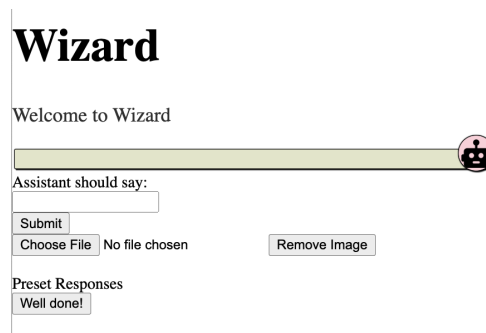 Wizard
Welcome to Wizard
Assistant should say:
Submit
Choose File No file chosen Remove Image
Preset Responses
Well done!